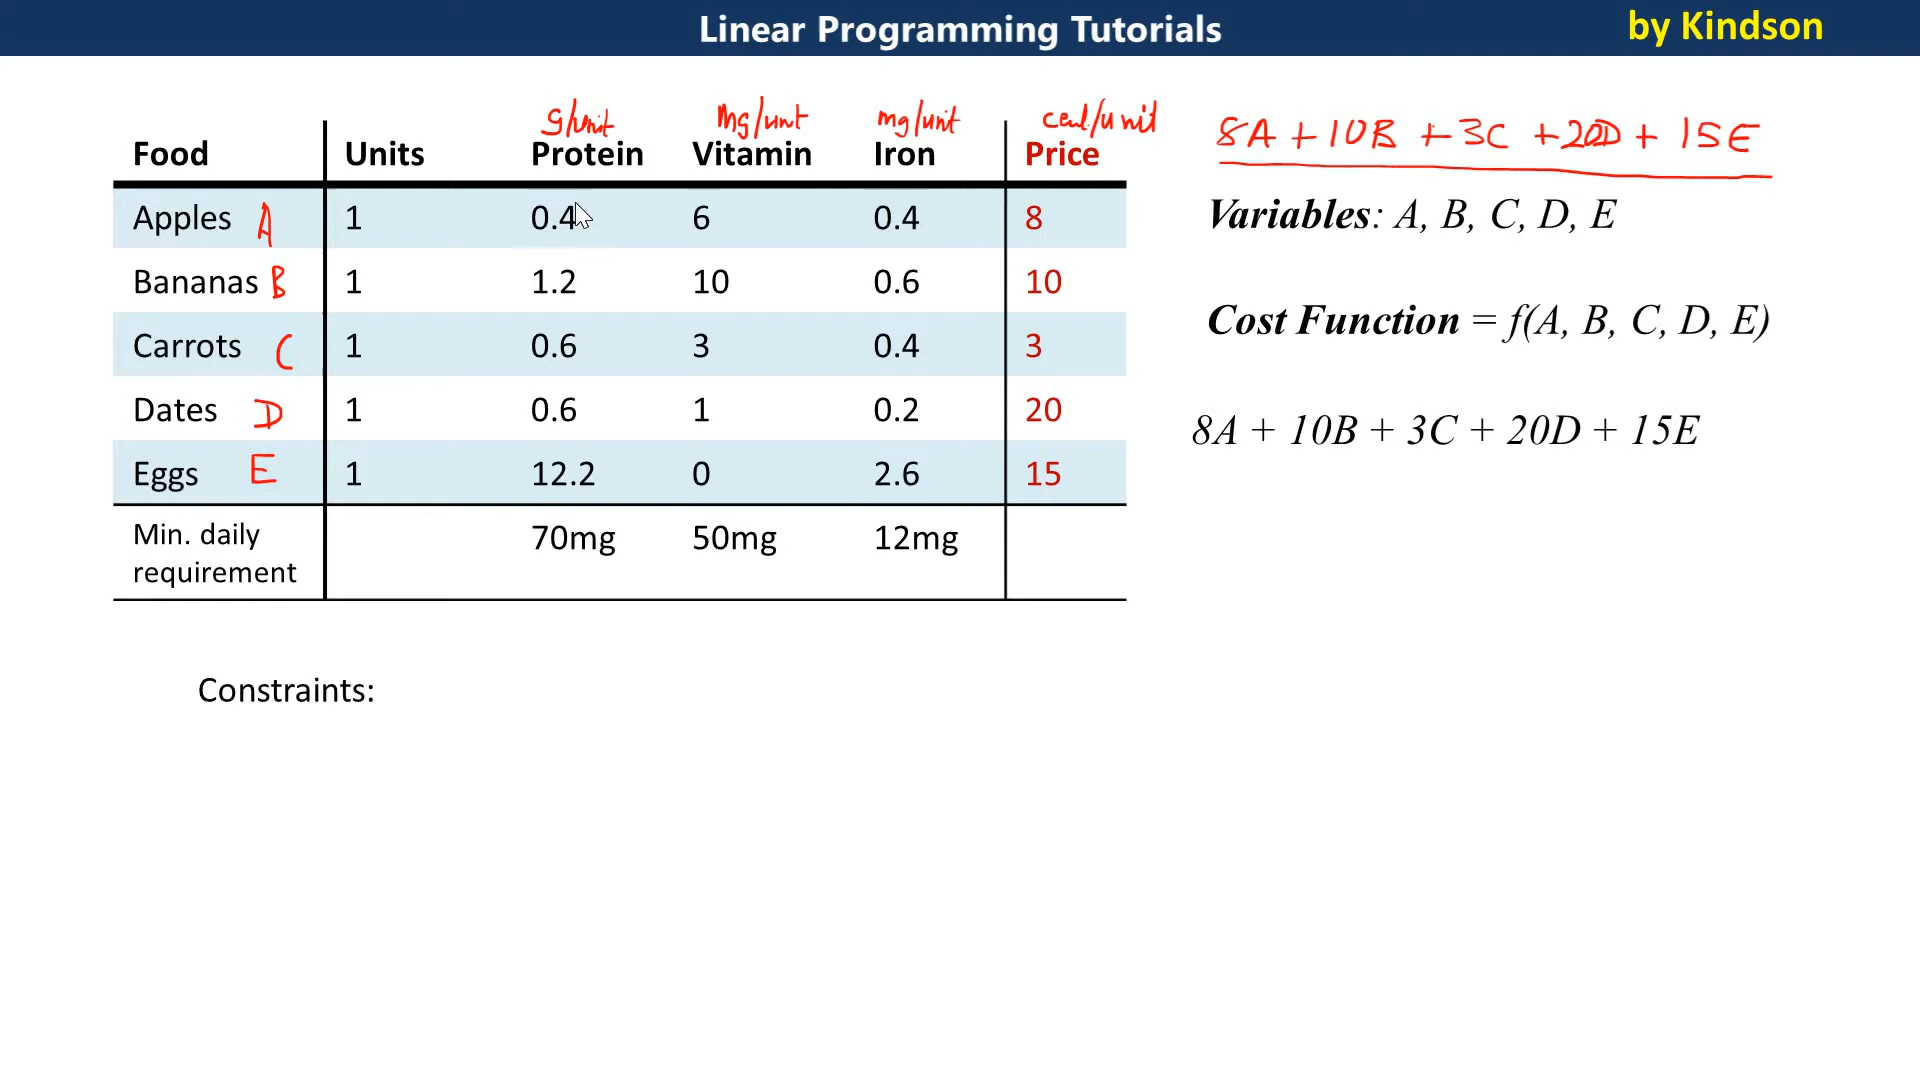 Linear Programming Tutorials
by Kindson
g/unit mg/unit mg/unit cent/unit
Food Units Protein Vitamin Iron Price
Apples A 1 0.4 6 0.4 8
Bananas B 1 1.2 10 0.6 10
Carrots C 1 0.6 3 0.4 3
Dates D 1 0.6 1 0.2 20
Eggs E 1 12.2 0 2.6 15
Min. daily 70mg 50mg 12mg
requirement
8A + 10B + 3C + 20D + 15E
Variables: A, B, C, D, E
Cost Function = f(A, B, C, D, E)
8A + 10B + 3C + 20D + 15E
Constraints: